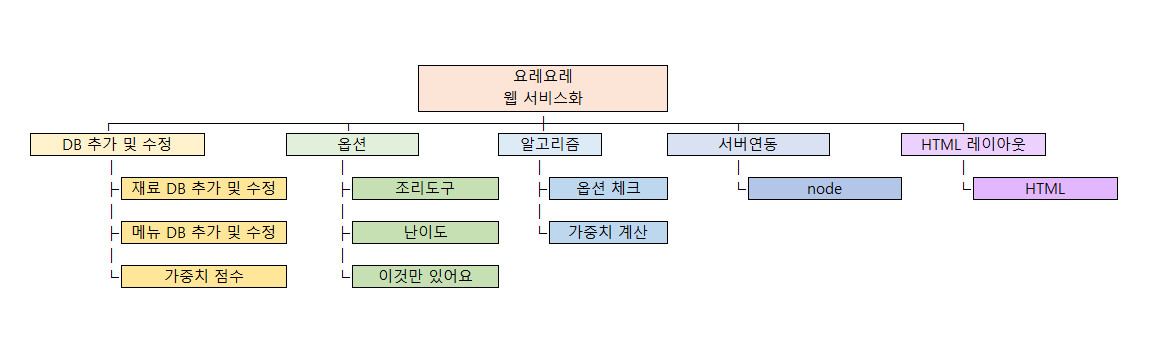 요레요레
웹 서비스화
DB 추가 및 수정
옵션
알고리즘
서버연동
HTML 레이아웃
재료 DB 추가 및 수정
조리도구
옵션 체크
node
HTML
메뉴 DB 추가 및 수정
난이도
가중치 계산
가중치 점수
이것만 있어요